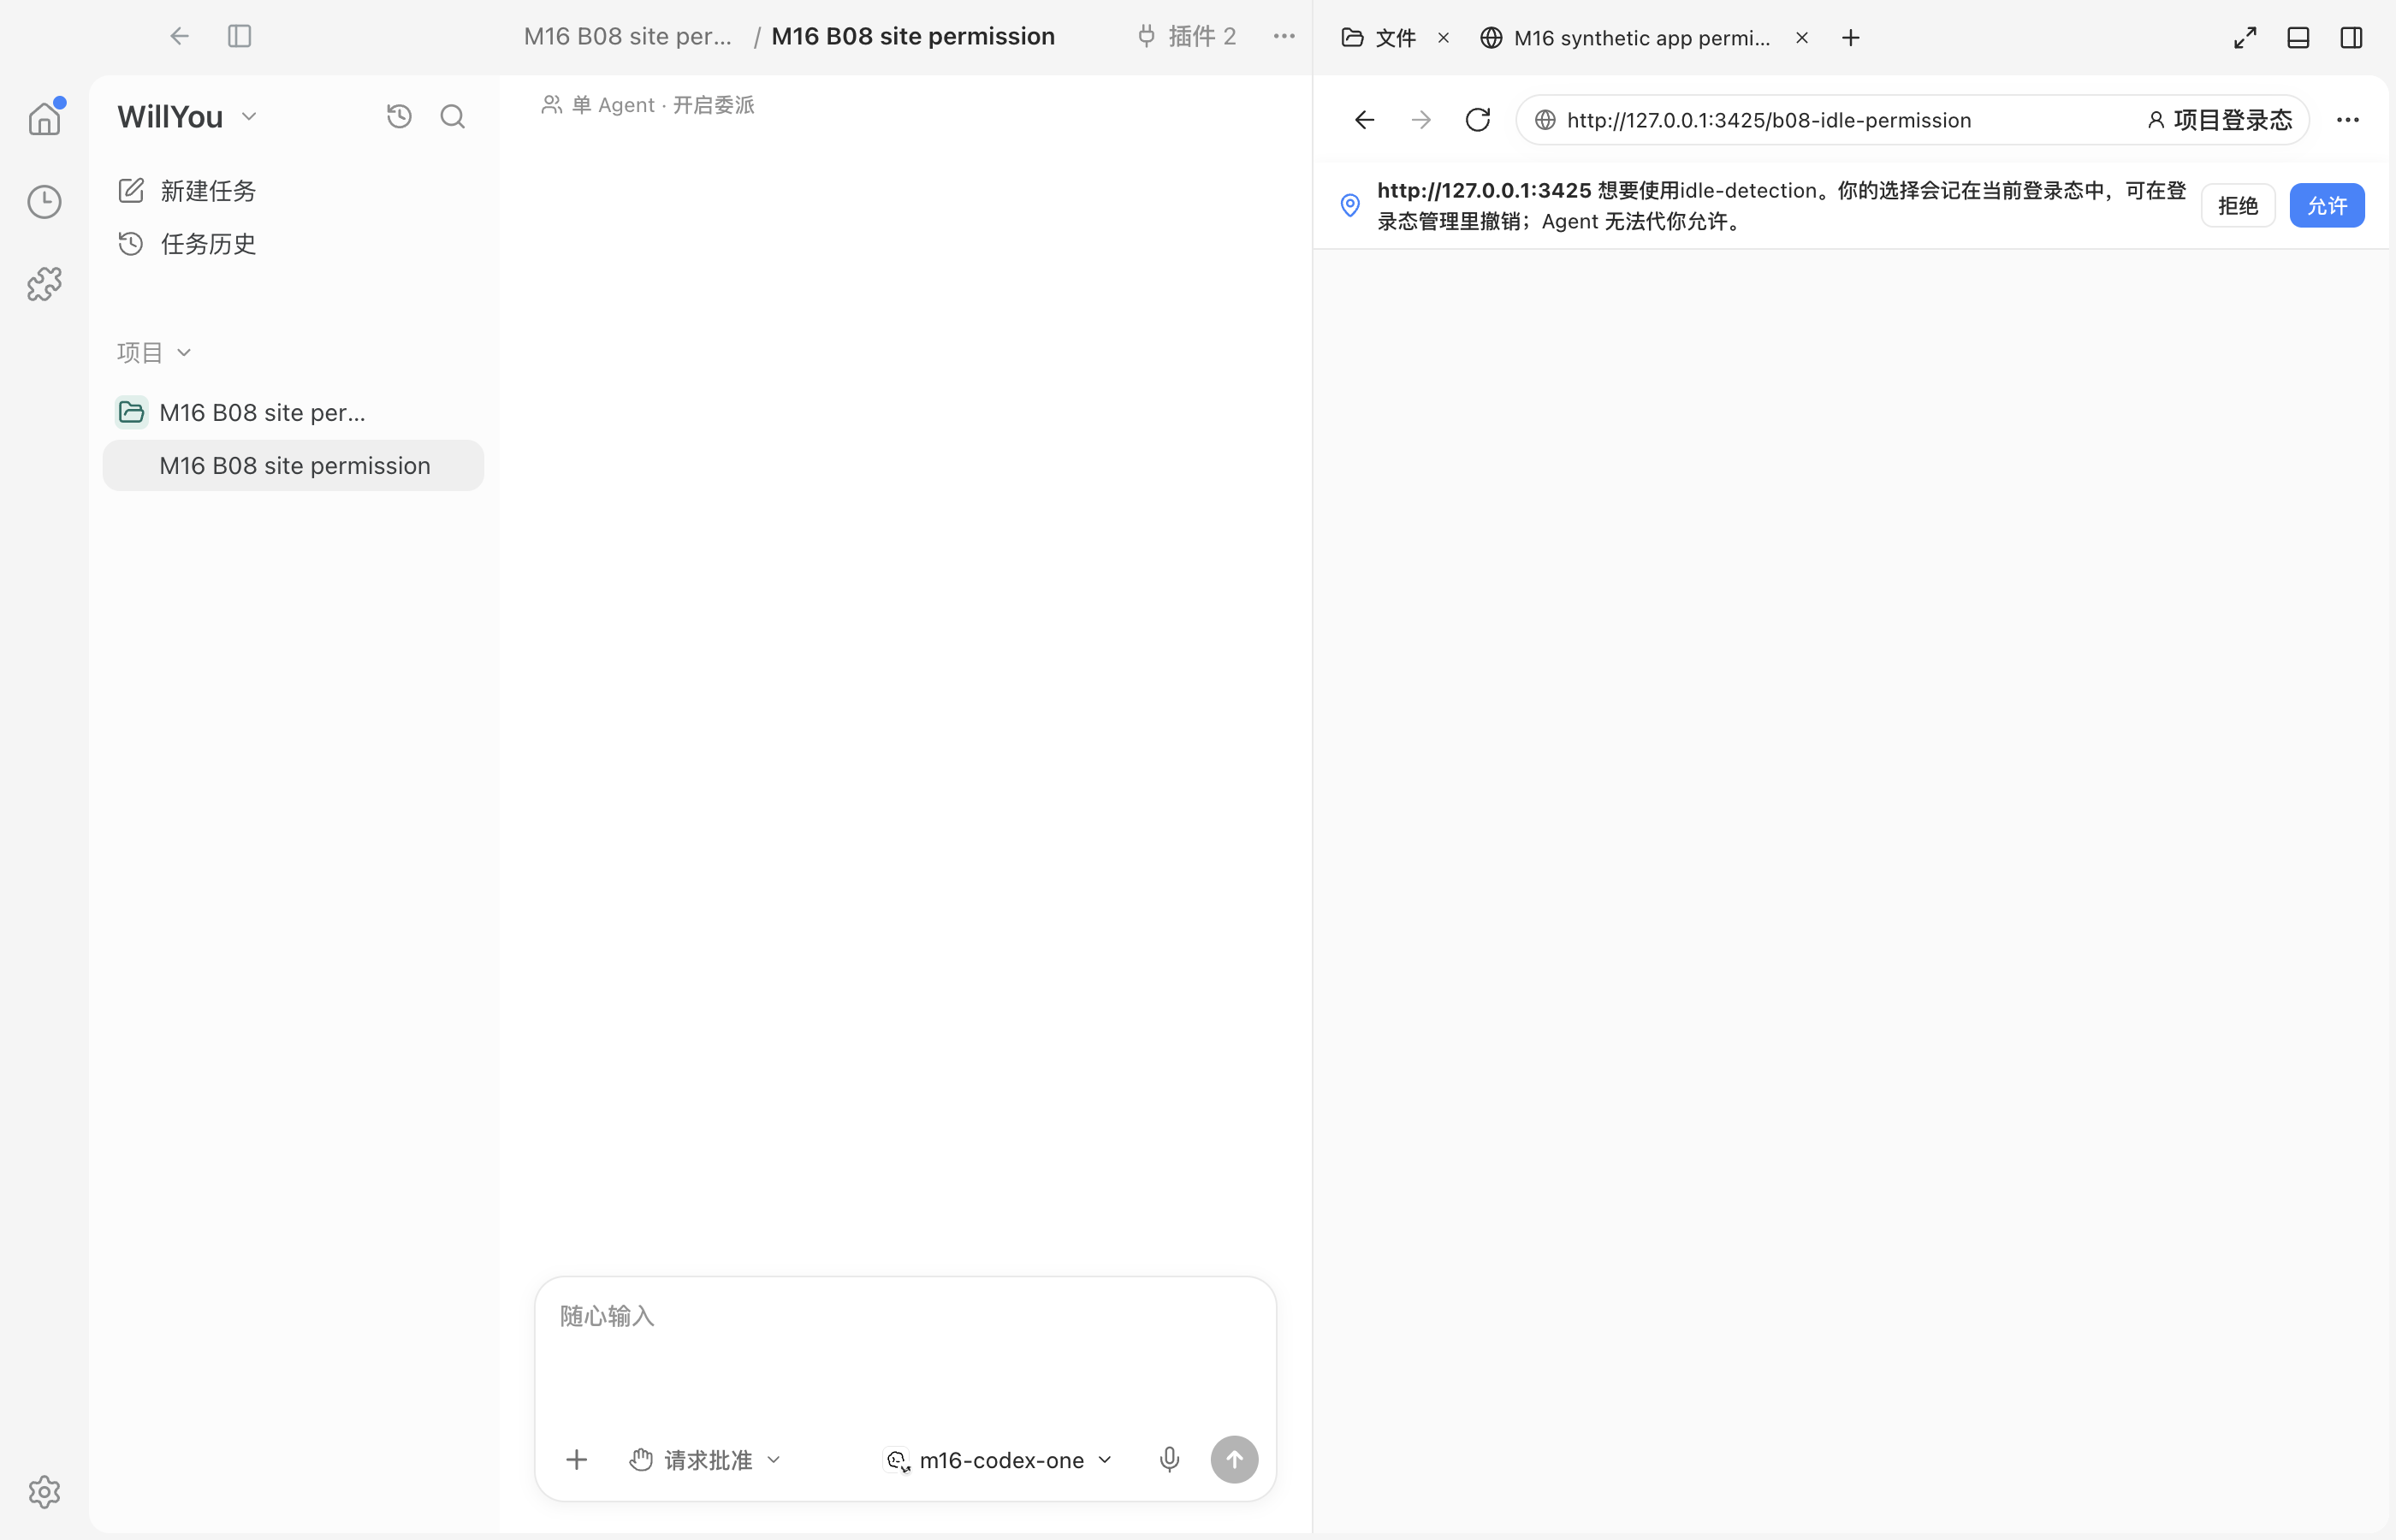 M16 B08 site per... / M16 B08 site permission
插件 2
文件
M16 synthetic app permi...
WillYou
新建任务
任务历史
项目
M16 B08 site per...
M16 B08 site permission
单 Agent · 开启委派
随心输入
请求批准
m16-codex-one
http://127.0.0.1:3425/b08-idle-permission
项目登录态
http://127.0.0.1:3425 想要使用idle-detection。你的选择会记在当前登录态中，可在登
录态管理里撤销；Agent 无法代你允许。
拒绝
允许